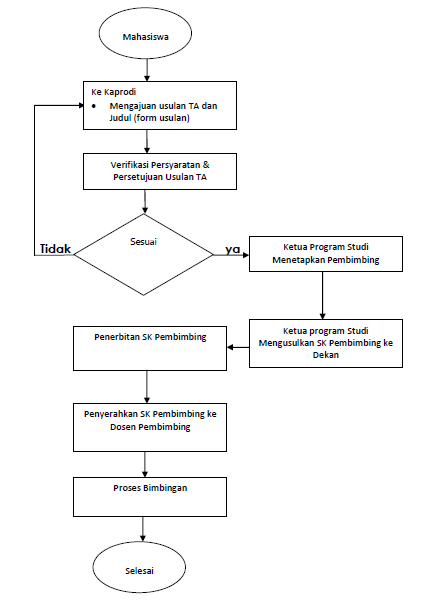 Mahasiswa
Ke Kaprodi
• Mengajuan usulan TA dan
Judul (form usulan)
Verifikasi Persyaratan &
Persetujuan Usulan TA
Sesuai
Tidak
ya
Ketua Program Studi
Menetapkan Pembimbing
Ketua program Studi
Mengusulkan SK Pembimbing ke
Dekan
Penerbitan SK Pembimbing
Penyerahkan SK Pembimbing ke
Dosen Pembimbing
Proses Bimbingan
Selesai